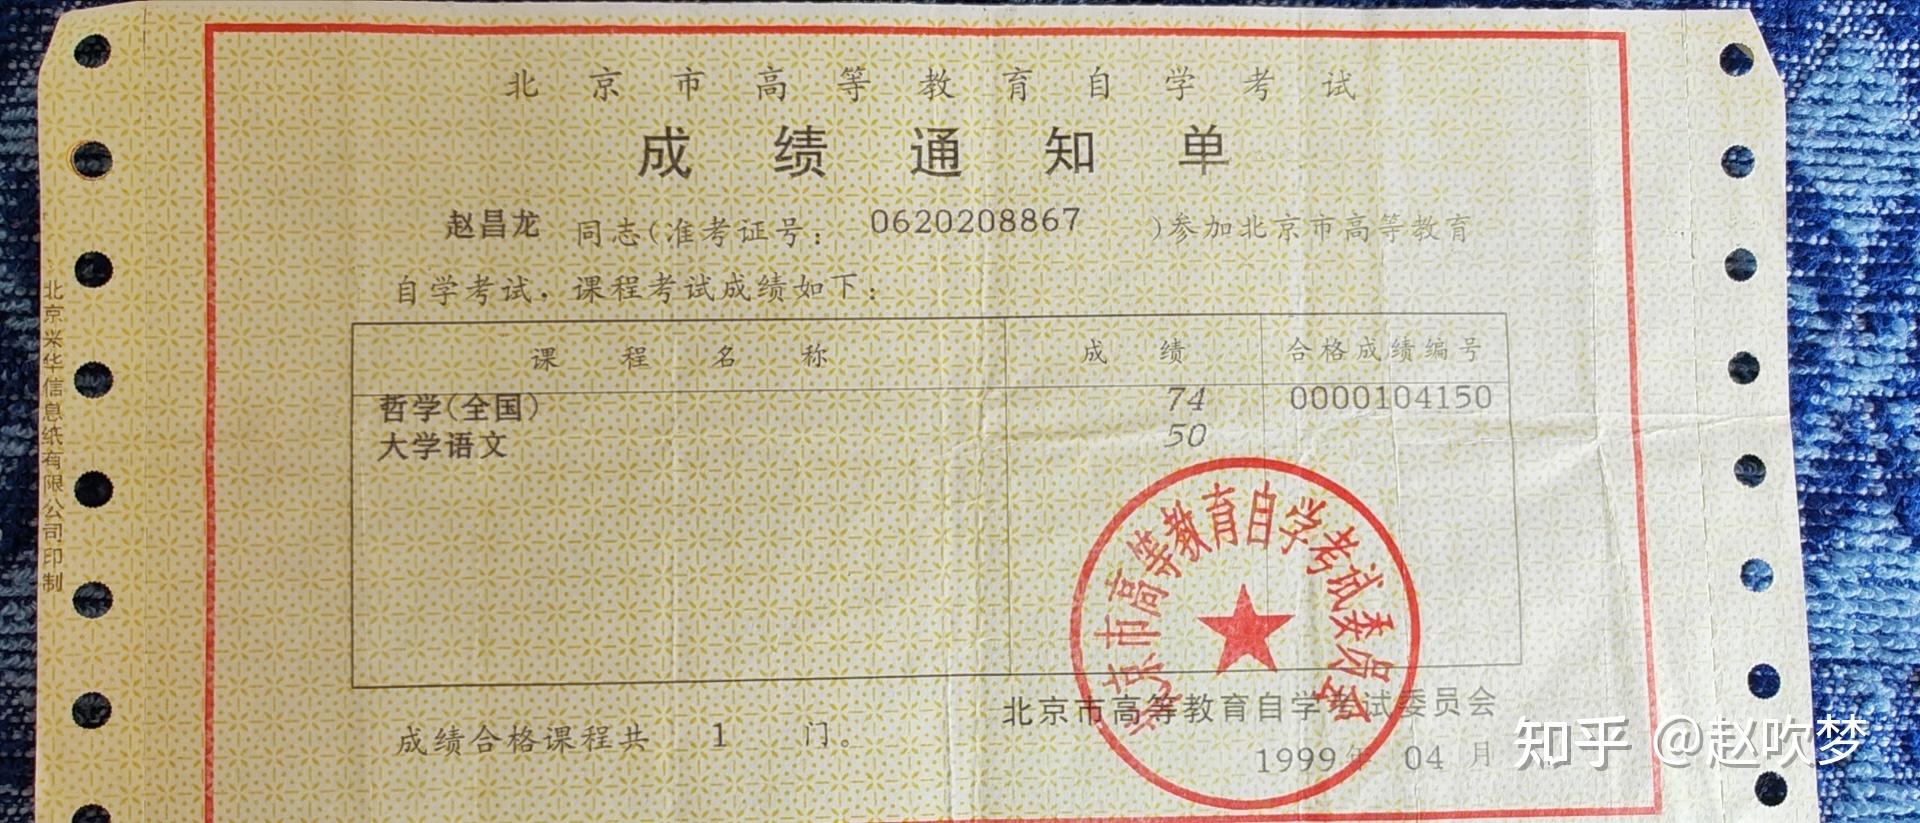 北京市高等教育自学考试
成绩通知单
赵昌龙 同志(准考证号: 0620208867 )参加北京市高等教育
自学考试,课程考试成绩如下:
课程名称 成绩 合格成绩编号
哲学(全国) 74 0000104150
大学语文 50
北京市高等教育自学考试委员会
成绩合格课程共 1 门。
北京市高等教育自学考试委员会
1999年 04 月
北京米华信息纸有限公司印制
知乎 @赵吹梦